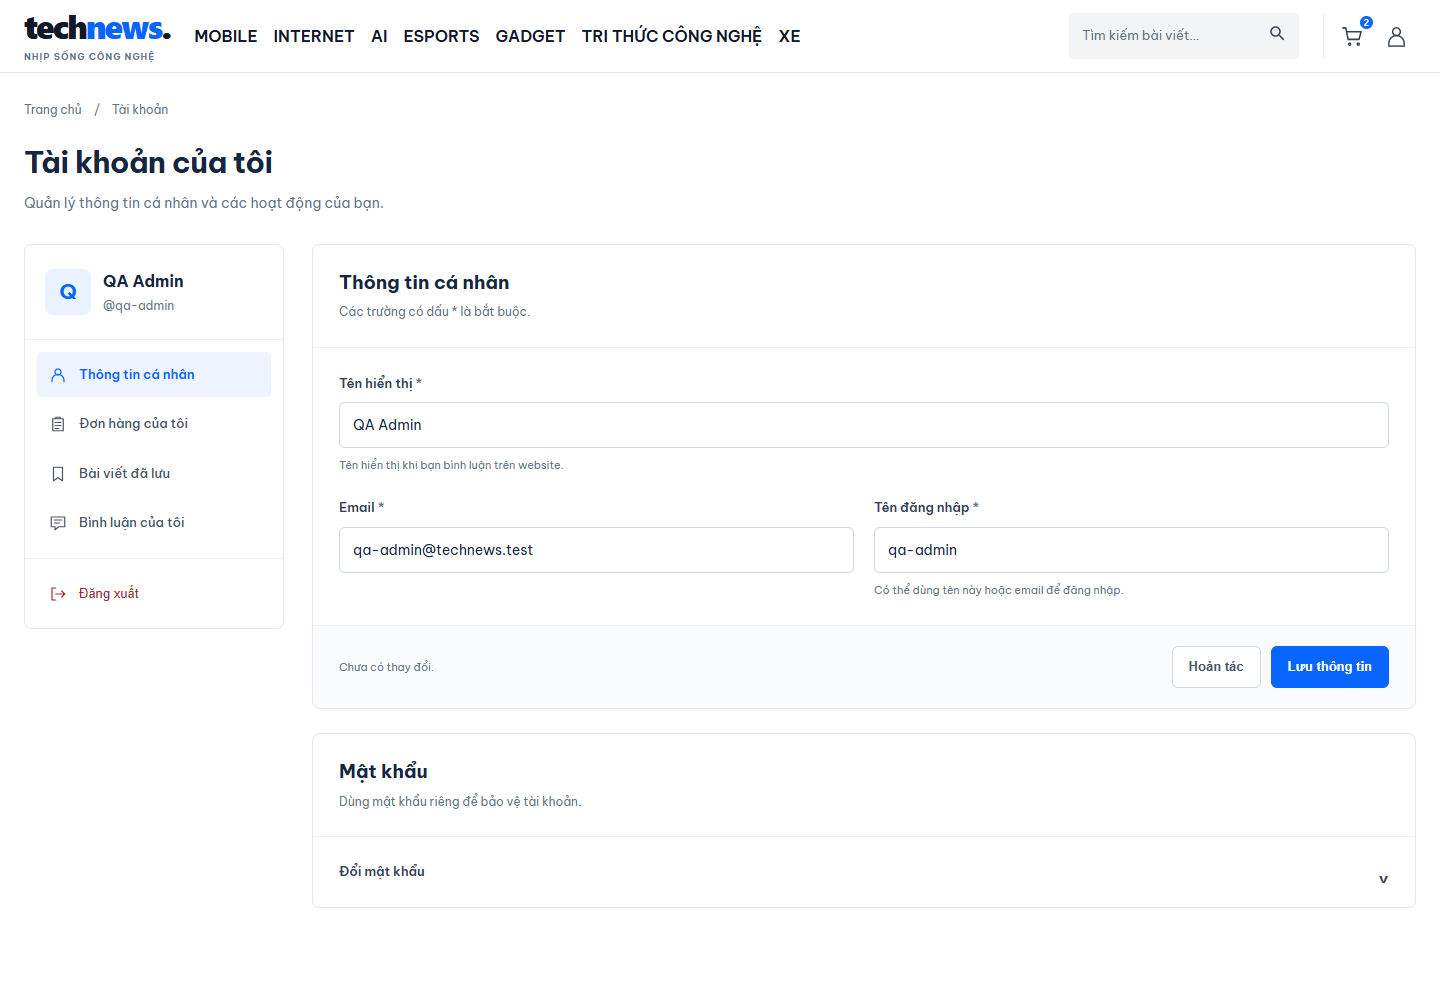 technews.
NHỊP SỐNG CÔNG NGHỆ
MOBILE INTERNET AI ESPORTS GADGET TRI THỨC CÔNG NGHỆ XE
Tìm kiếm bài viết...
2
Trang chủ / Tài khoản
Tài khoản của tôi
Quản lý thông tin cá nhân và các hoạt động của bạn.
Q
QA Admin
@qa-admin
Thông tin cá nhân
Đơn hàng của tôi
Bài viết đã lưu
Bình luận của tôi
Đăng xuất
Thông tin cá nhân
Các trường có dấu * là bắt buộc.
Tên hiển thị *
QA Admin
Tên hiển thị khi bạn bình luận trên website.
Email *
qa-admin@technews.test
Tên đăng nhập *
qa-admin
Có thể dùng tên này hoặc email để đăng nhập.
Chưa có thay đổi.
Hoàn tác
Lưu thông tin
Mật khẩu
Dùng mật khẩu riêng để bảo vệ tài khoản.
Đổi mật khẩu
v